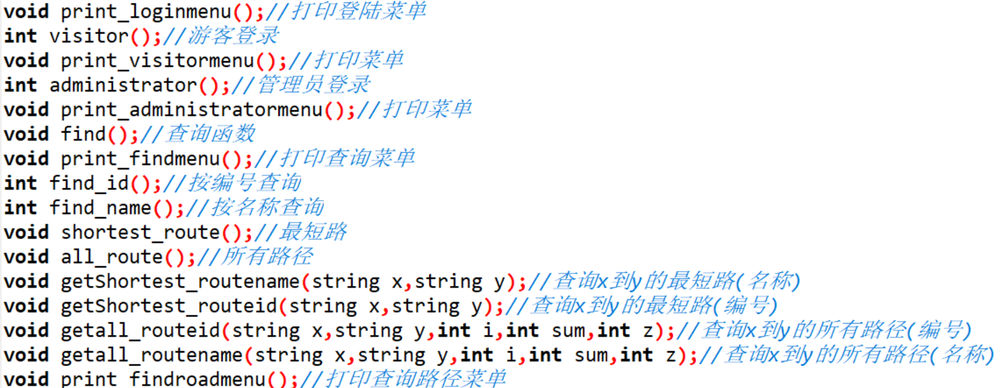 void print_loginmenu();//打印登陆菜单
int visitor();//游客登录
void print_visitormenu();//打印菜单
int administrator();//管理员登录
void print_administratormenu();//打印菜单
void find();//查询函数
void print_findmenu();//打印查询菜单
int find_id();//按编号查询
int find_name();//按名称查询
void shortest_route();//最短路
void all_route();//所有路径
void getShortest_routename(string x,string y);//查询x到y的最短路(名称)
void getShortest_routeid(string x,string y);//查询x到y的最短路(编号)
void getall_routeid(string x,string y,int i,int sum,int z);//查询x到y的所有路径(编号)
void getall_routename(string x,string y,int i,int sum,int z);//查询x到y的所有路径(名称)
void print_findroadmenu();//打印查询路径菜单